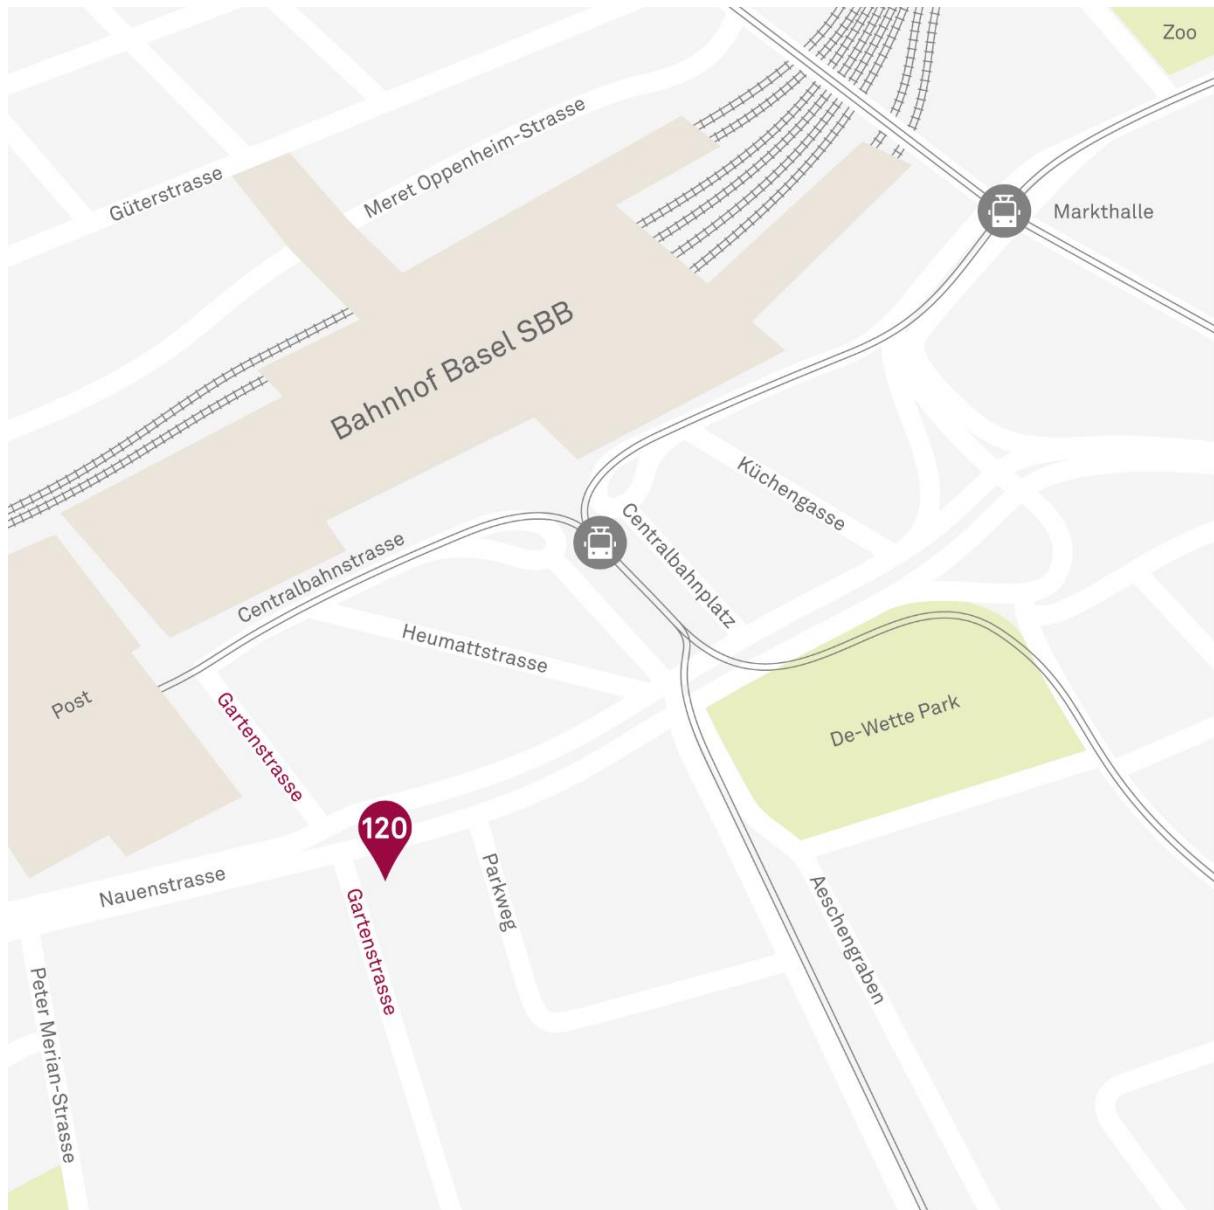 Zoo
Meret Oppenheim-Strasse
Güterstrasse
Markthalle
Bahnhof Basel SBB
Küchengasse
Centralbahnplatz
Centralbahnstrasse
Heumattstrasse
Post
Gartenstrasse
De-Wette Park
120
Nauenstrasse
Parkweg
Gartenstrasse
Aeschengraben
Peter Merian-Strasse